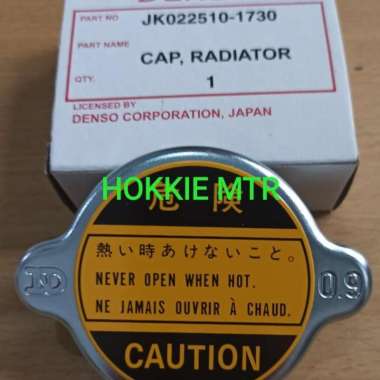 PART NO
JK022510-1730
PART NAME
CAP, RADIATOR
QTY.
1
LICENSED BY
DENSO CORPORATION, JAPAN
HOKKIE MTR
危険
熱い時あけないこと。
NEVER OPEN WHEN HOT.
NE JAMAIS OUVRIR À CHAUD.
0.9
CAUTION